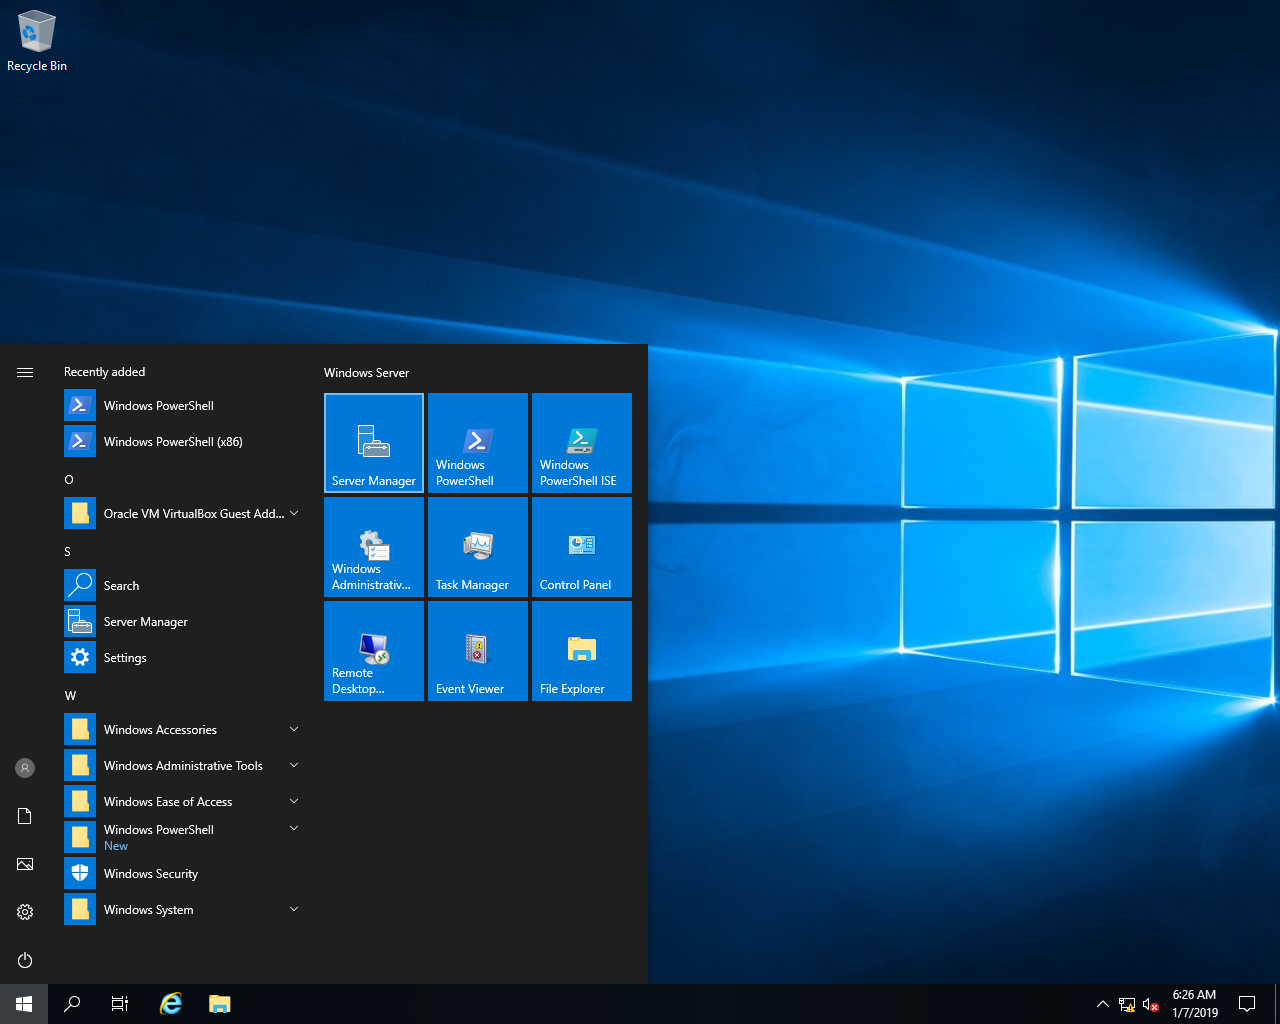 Recycle Bin
Recently added
Windows PowerShell
Windows PowerShell (x86)
O
Oracle VM VirtualBox Guest Add...
S
Search
Server Manager
Settings
W
Windows Accessories
Windows Administrative Tools
Windows Ease of Access
Windows PowerShell
New
Windows Security
Windows System
Windows Server
Server Manager
Windows
PowerShell
Windows
PowerShell ISE
Windows
Administrativ...
Task Manager
Control Panel
Remote
Desktop...
Event Viewer
File Explorer
6:26 AM
1/7/2019